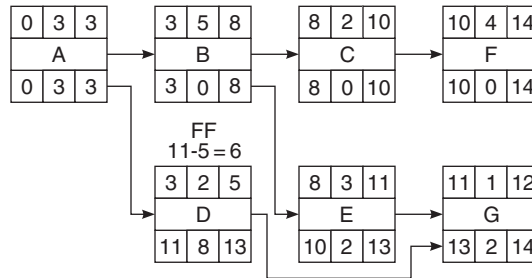 0 3 3
A
0 3 3
3 5 8
B
3 0 8
8 2 10
C
8 0 10
10 4 14
F
10 0 14
FF
11-5=6
3 2 5
D
11 8 13
8 3 11
E
10 2 13
11 1 12
G
13 2 14